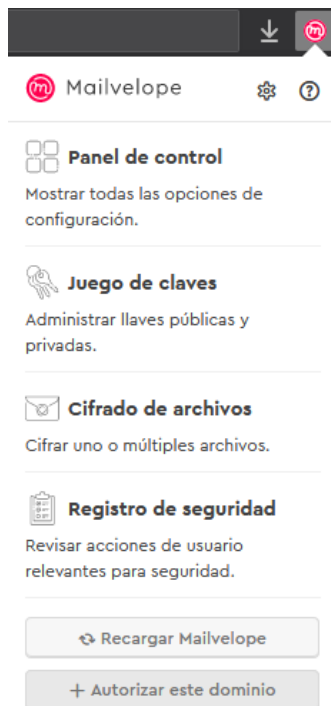 Mailvelope
Panel de control
Mostrar todas las opciones de
configuración.
Juego de claves
Administrar llaves públicas y
privadas.
Cifrado de archivos
Cifrar uno o múltiples archivos.
Registro de seguridad
Revisar acciones de usuario
relevantes para seguridad.
Recargar Mailvelope
+ Autorizar este dominio